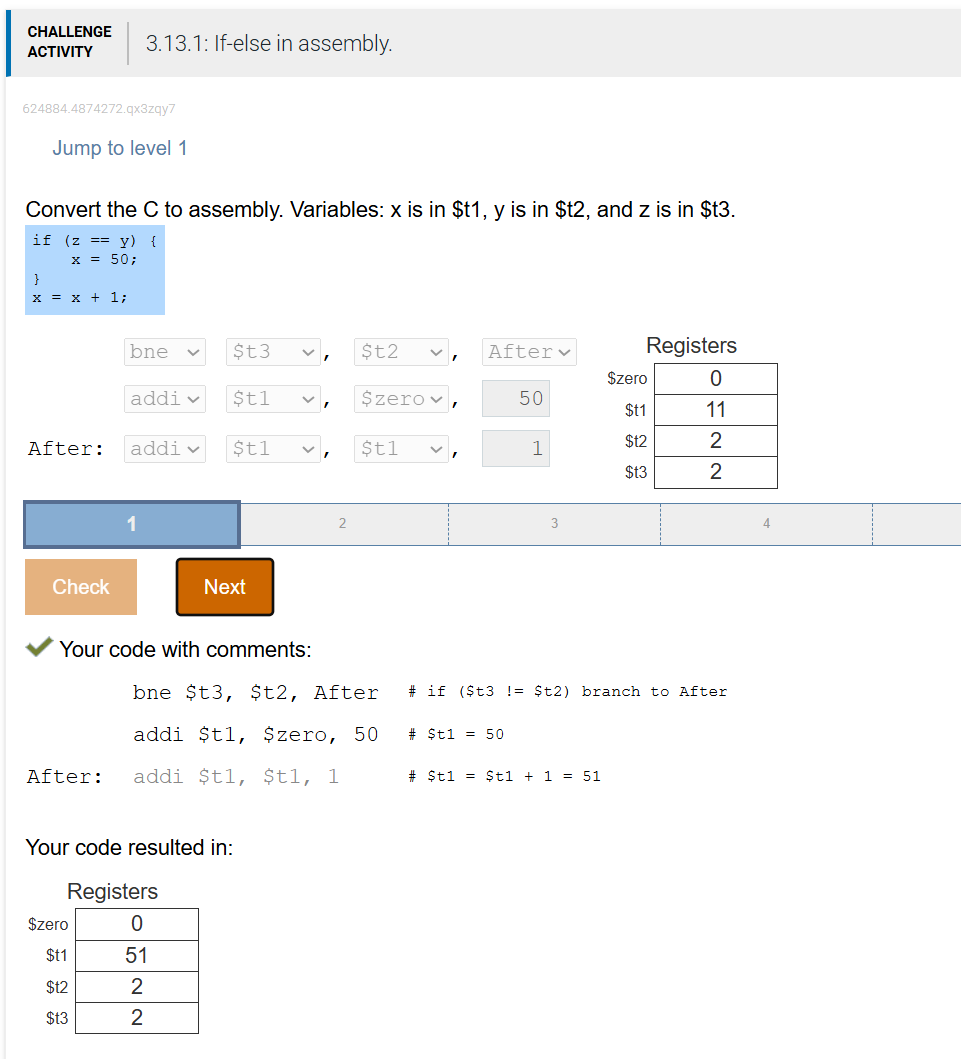 CHALLENGE ACTIVITY
3.13.1: If-else in assembly.
624884.4874272.qx3zqy7
Jump to level 1
Convert the C to assembly. Variables: x is in $t1, y is in $t2, and z is in $t3.
if (z == y) {
x = 50;
}
x = x + 1;
bne $t3 , $t2 , After
addi $t1 , $zero , 50
After: addi $t1 , $t1 , 1
Registers
$zero 0
$t1 11
$t2 2
$t3 2
1 2 3 4
Check Next
Your code with comments:
bne $t3, $t2, After # if ($t3 != $t2) branch to After
addi $t1, $zero, 50 # $t1 = 50
After: addi $t1, $t1, 1 # $t1 = $t1 + 1 = 51
Your code resulted in:
Registers
$zero 0
$t1 51
$t2 2
$t3 2